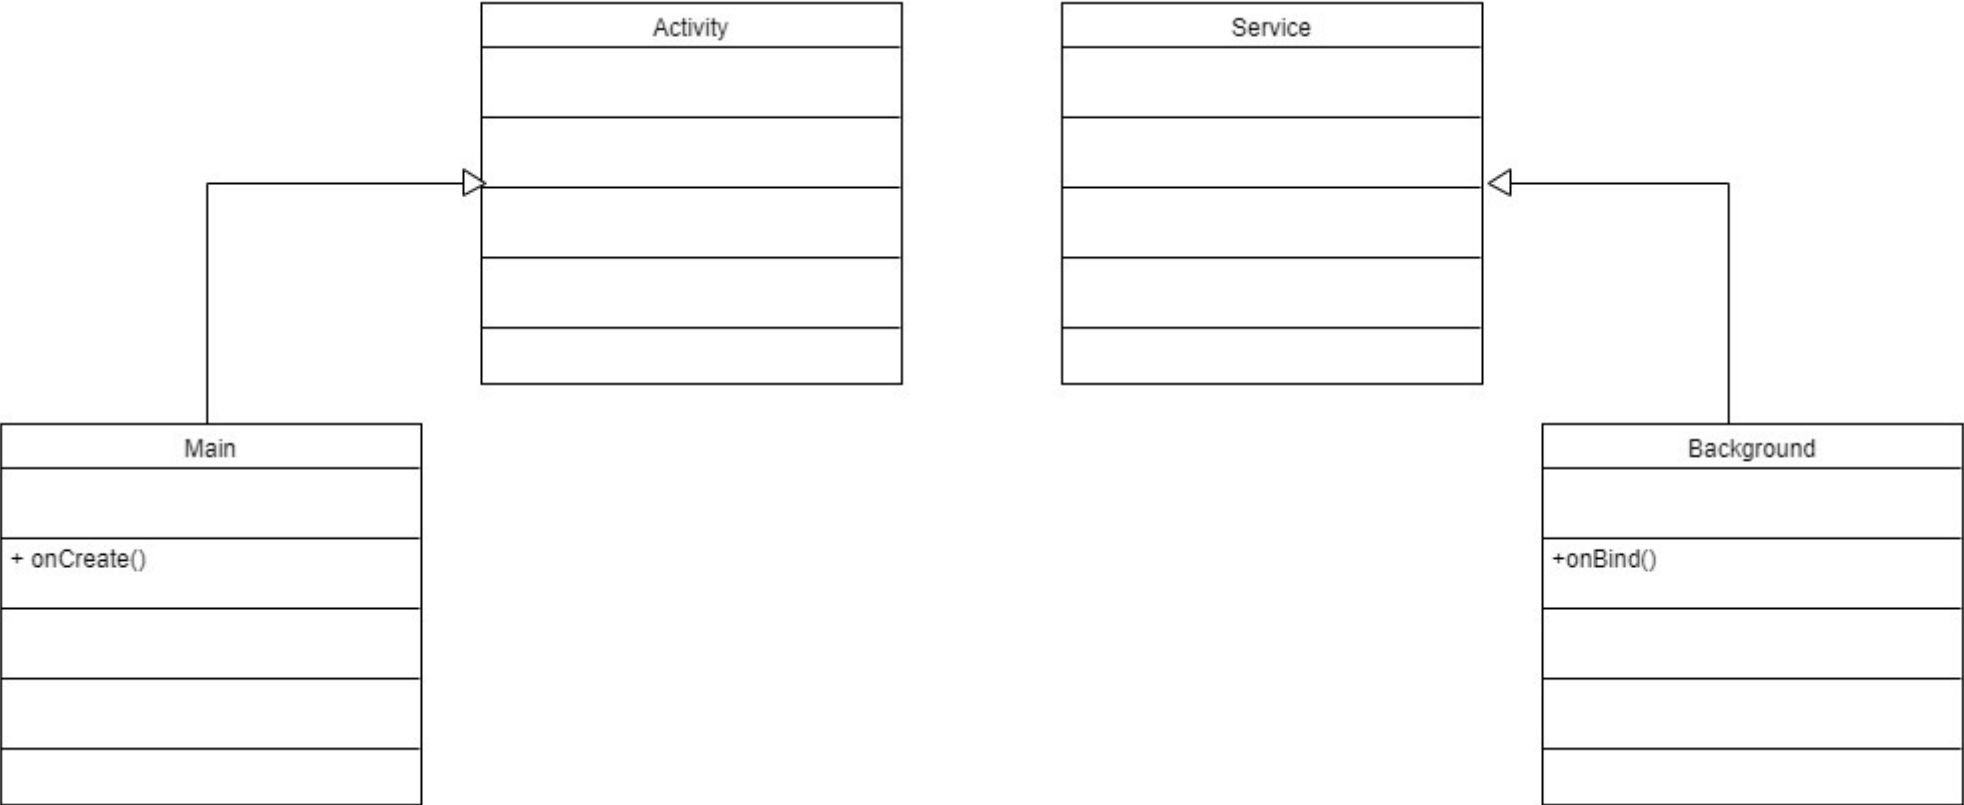 Activity
Service
Main
+ onCreate()
Background
+onBind()